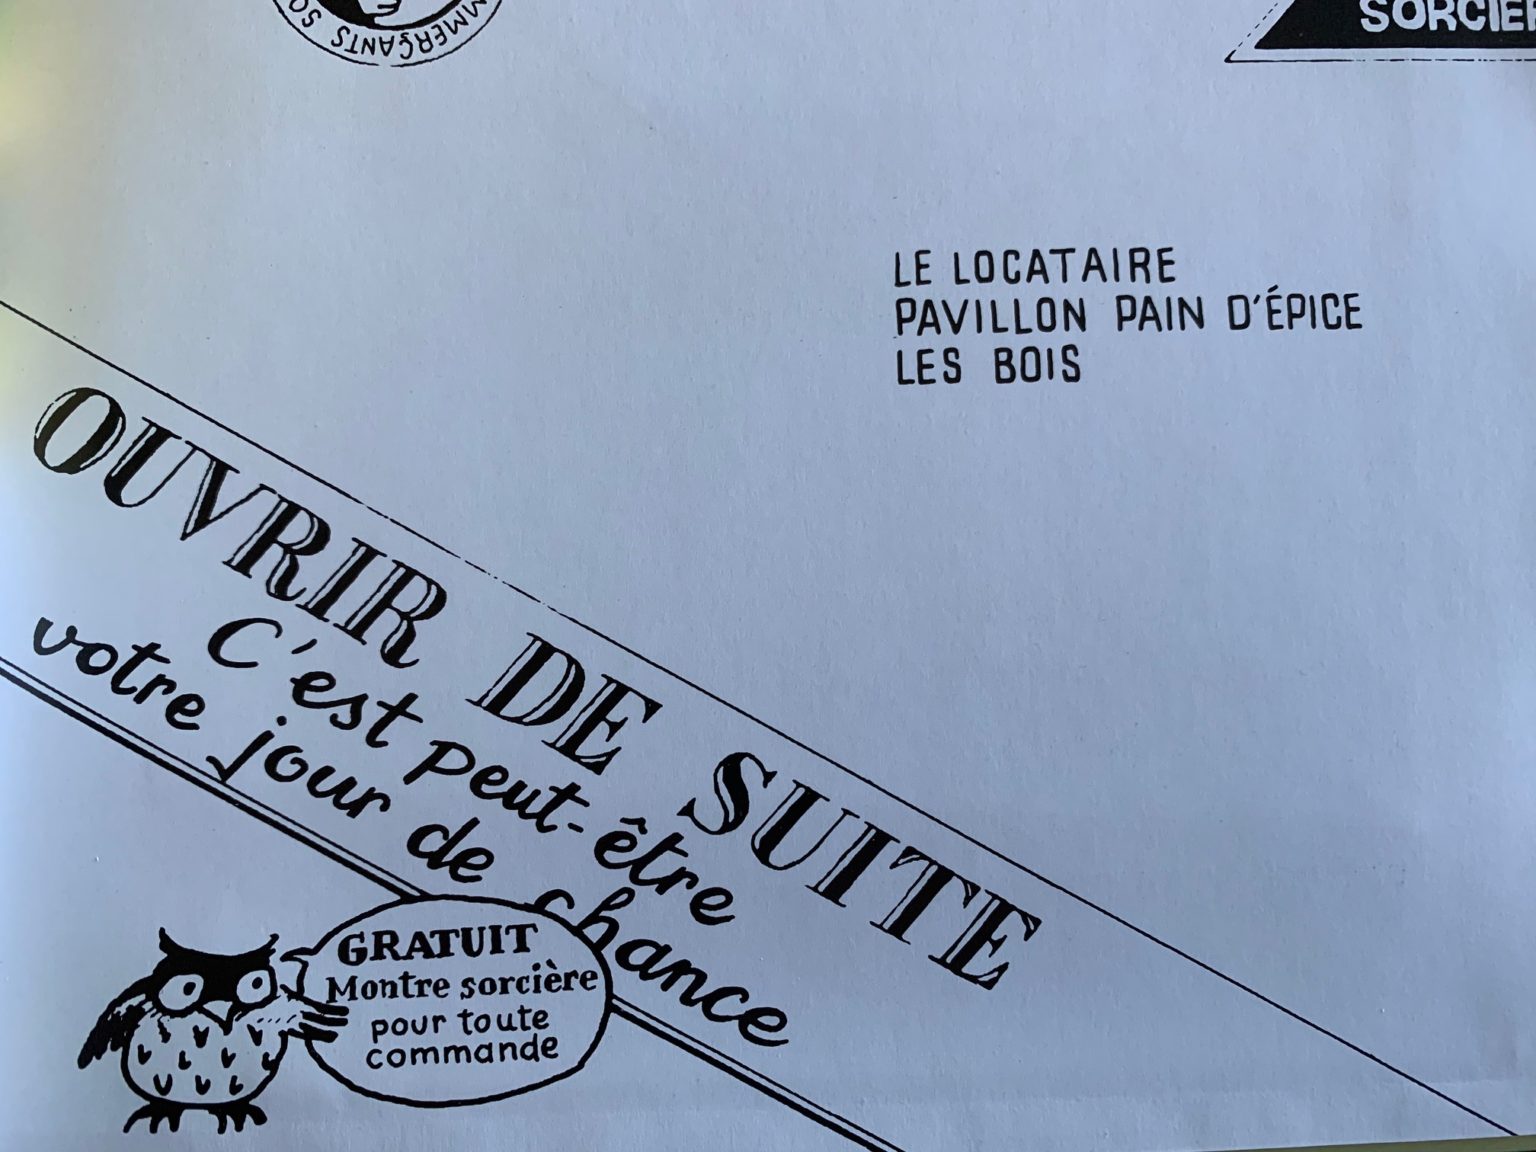 COMMERÇANTS
LE LOCATAIRE
PAVILLON PAIN D'ÉPICE
LES BOIS
OUVRIR DE SUITE
C'est peut-être
votre jour de chance
GRATUIT
Montre sorcière
pour toute
commande